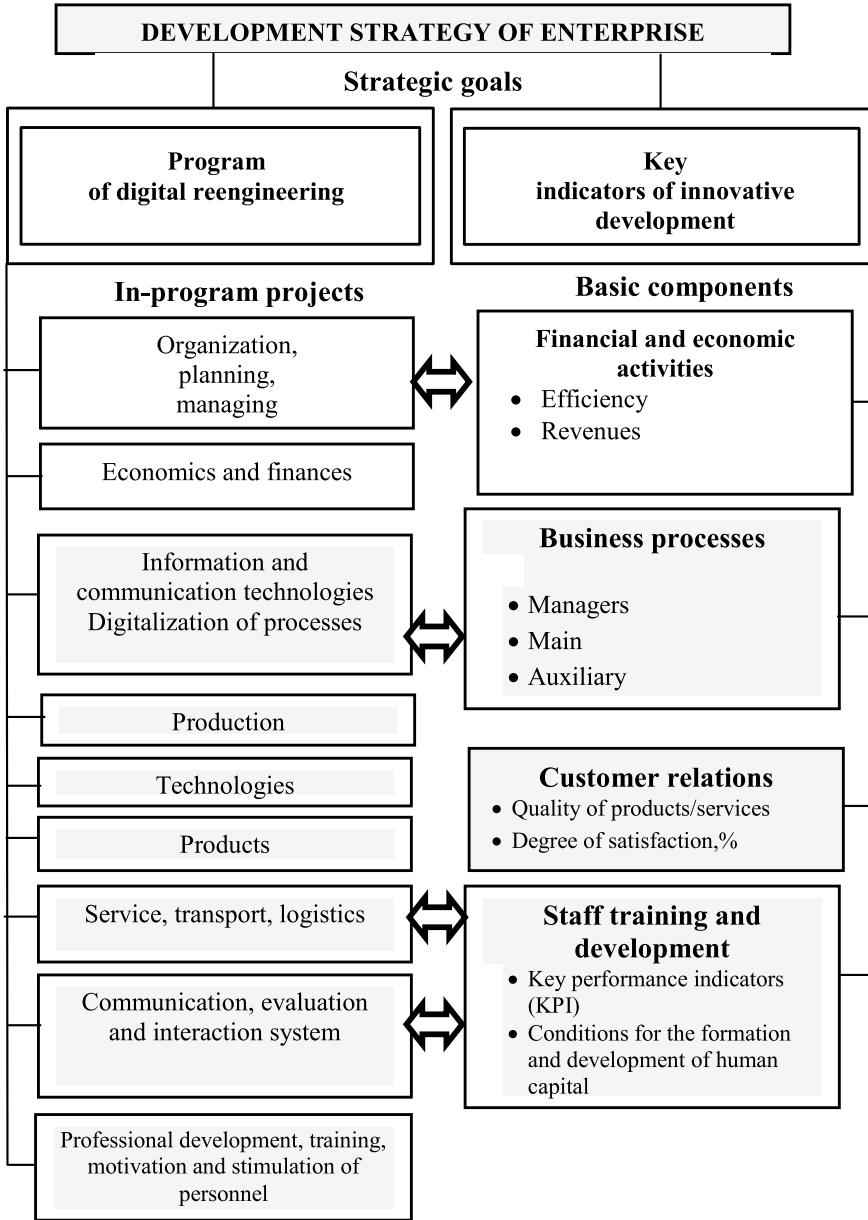 DEVELOPMENT STRATEGY OF ENTERPRISE
Strategic goals
Program
of digital reengineering
Key
indicators of innovative
development
In-program projects
Organization,
planning,
managing
Economics and finances
Information and
communication technologies
Digitalization of processes
Production
Technologies
Products
Service, transport, logistics
Communication, evaluation
and interaction system
Professional development, training,
motivation and stimulation of
personnel
Basic components
Financial and economic
activities
• Efficiency
• Revenues
Business processes
• Managers
• Main
• Auxiliary
Customer relations
• Quality of products/services
• Degree of satisfaction,%
Staff training and
development
• Key performance indicators
(KPI)
• Conditions for the formation
and development of human
capital